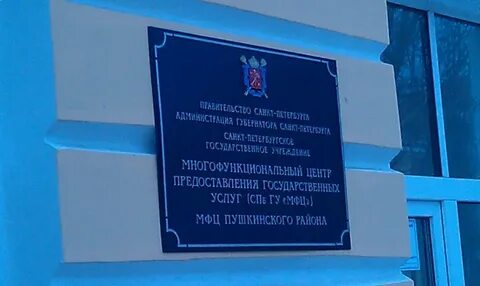 ПРАВИТЕЛЬСТВО САНКТ-ПЕТЕРБУРГА
АДМИНИСТРАЦИЯ ГУБЕРНАТОРА САНКТ-ПЕТЕРБУРГА
САНКТ-ПЕТЕРБУРГСКОЕ
ГОСУДАРСТВЕННОЕ УЧРЕЖДЕНИЕ
МНОГОФУНКЦИОНАЛЬНЫЙ ЦЕНТР
ПРЕДОСТАВЛЕНИЯ ГОСУДАРСТВЕННЫХ
УСЛУГ (СПБ ГУ «МФЦ»)
МФЦ ПУШКИНСКОГО РАЙОНА